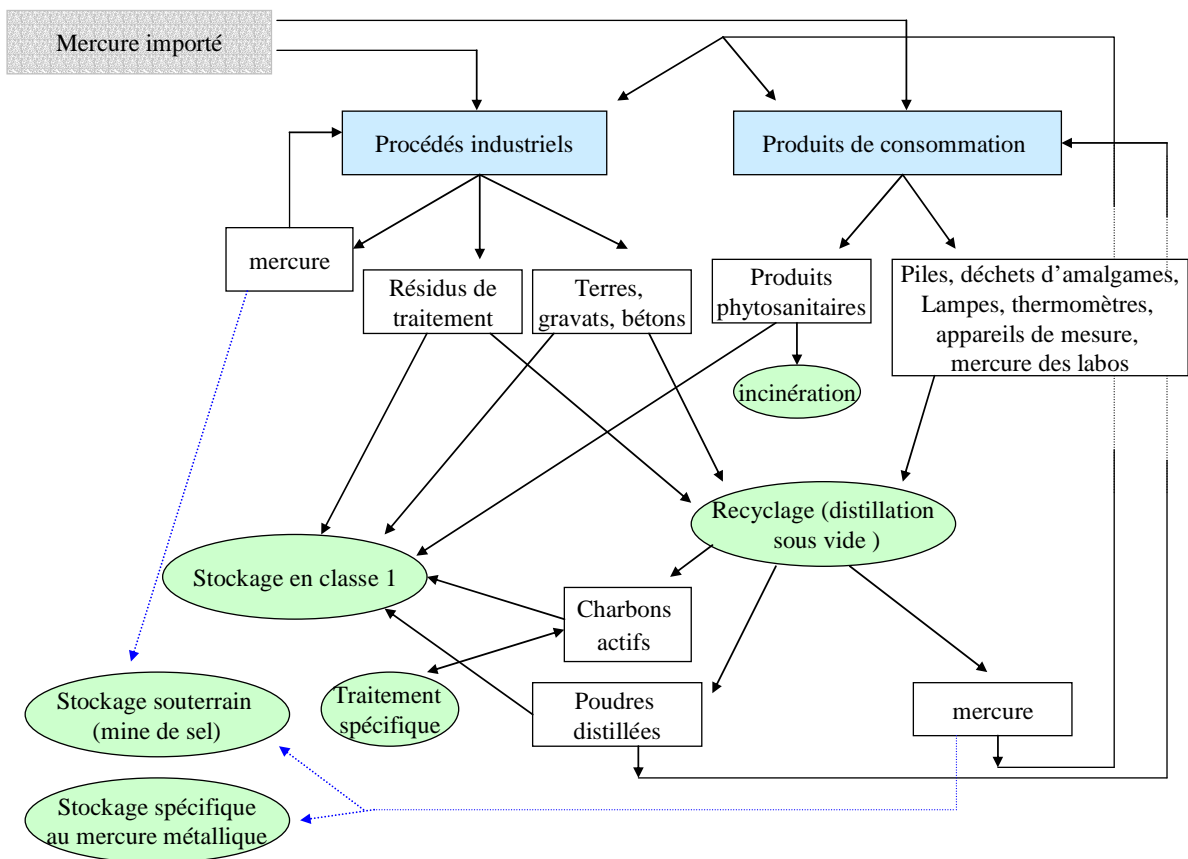 Mercure importé
Procédés industriels
Produits de consommation
mercure
Résidus de
traitement
Terres,
gravats, bétons
Produits
phytosanitaires
Piles, déchets d’amalgames,
Lampes, thermomètres,
appareils de mesure,
mercure des labos
incinération
Recyclage (distillation
sous vide )
Stockage en classe 1
Charbons
actifs
Stockage souterrain
(mine de sel)
Traitement
spécifique
Poudres
distillées
mercure
Stockage spécifique
au mercure métallique